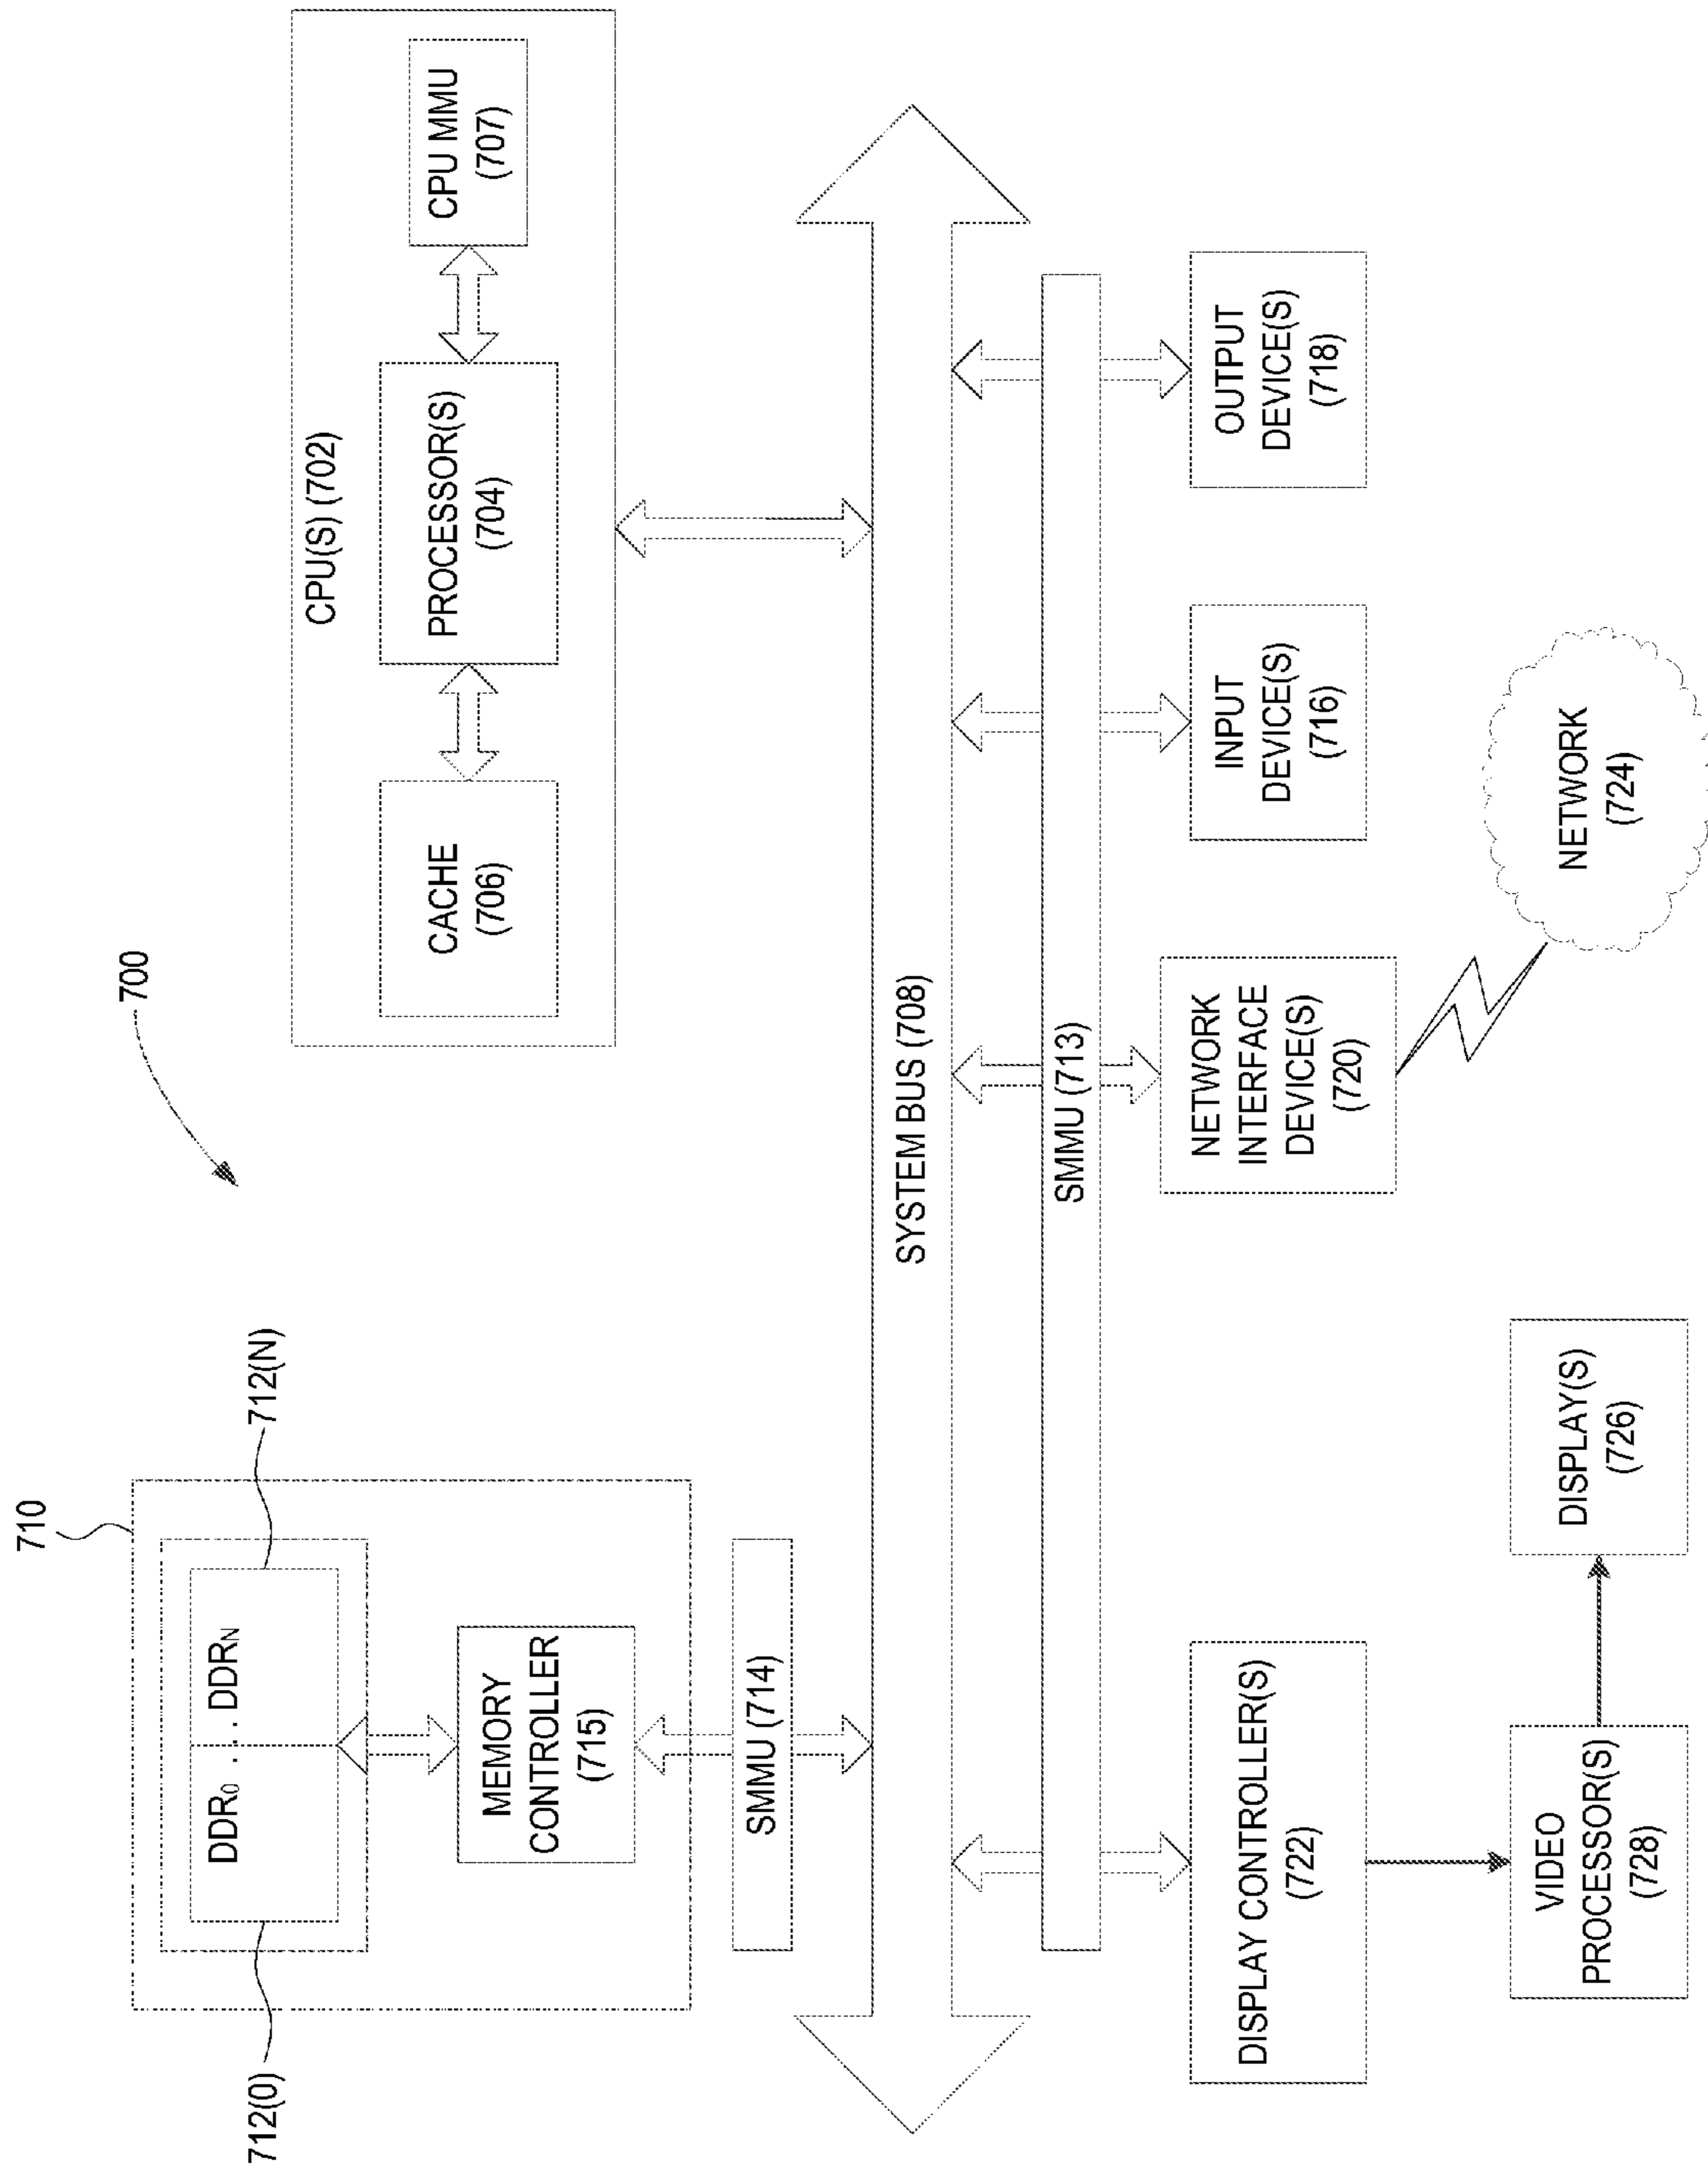 700
CPU(S) (702)
CACHE
(706)
PROCESSOR(S)
(704)
CPU MMU
(707)
710
712(0)
712(N)
DDR0 . . . DDRN
MEMORY
CONTROLLER
(715)
SMMU (714)
SYSTEM BUS (708)
SMMU (713)
DISPLAY CONTROLLER(S)
(722)
NETWORK
INTERFACE
DEVICE(S)
(720)
INPUT
DEVICE(S)
(716)
OUTPUT
DEVICE(S)
(718)
VIDEO
PROCESSOR(S)
(728)
DISPLAY(S)
(726)
NETWORK
(724)